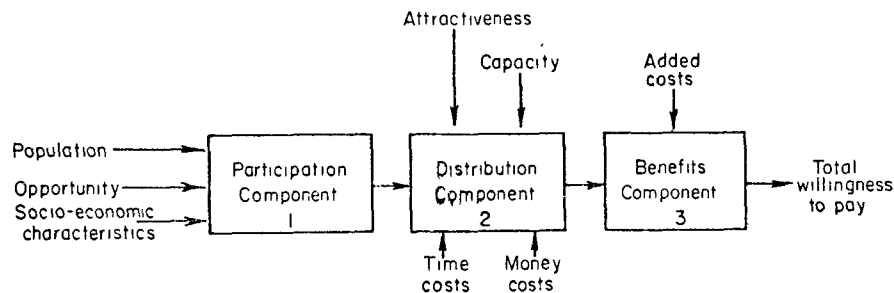 Attractiveness
Capacity
Added
costs
Population
Opportunity
Socio-economic
characteristics
Participation
Component
1
Distribution
Component
2
Benefits
Component
3
Total
willingness
to pay
Time
costs
Money
costs